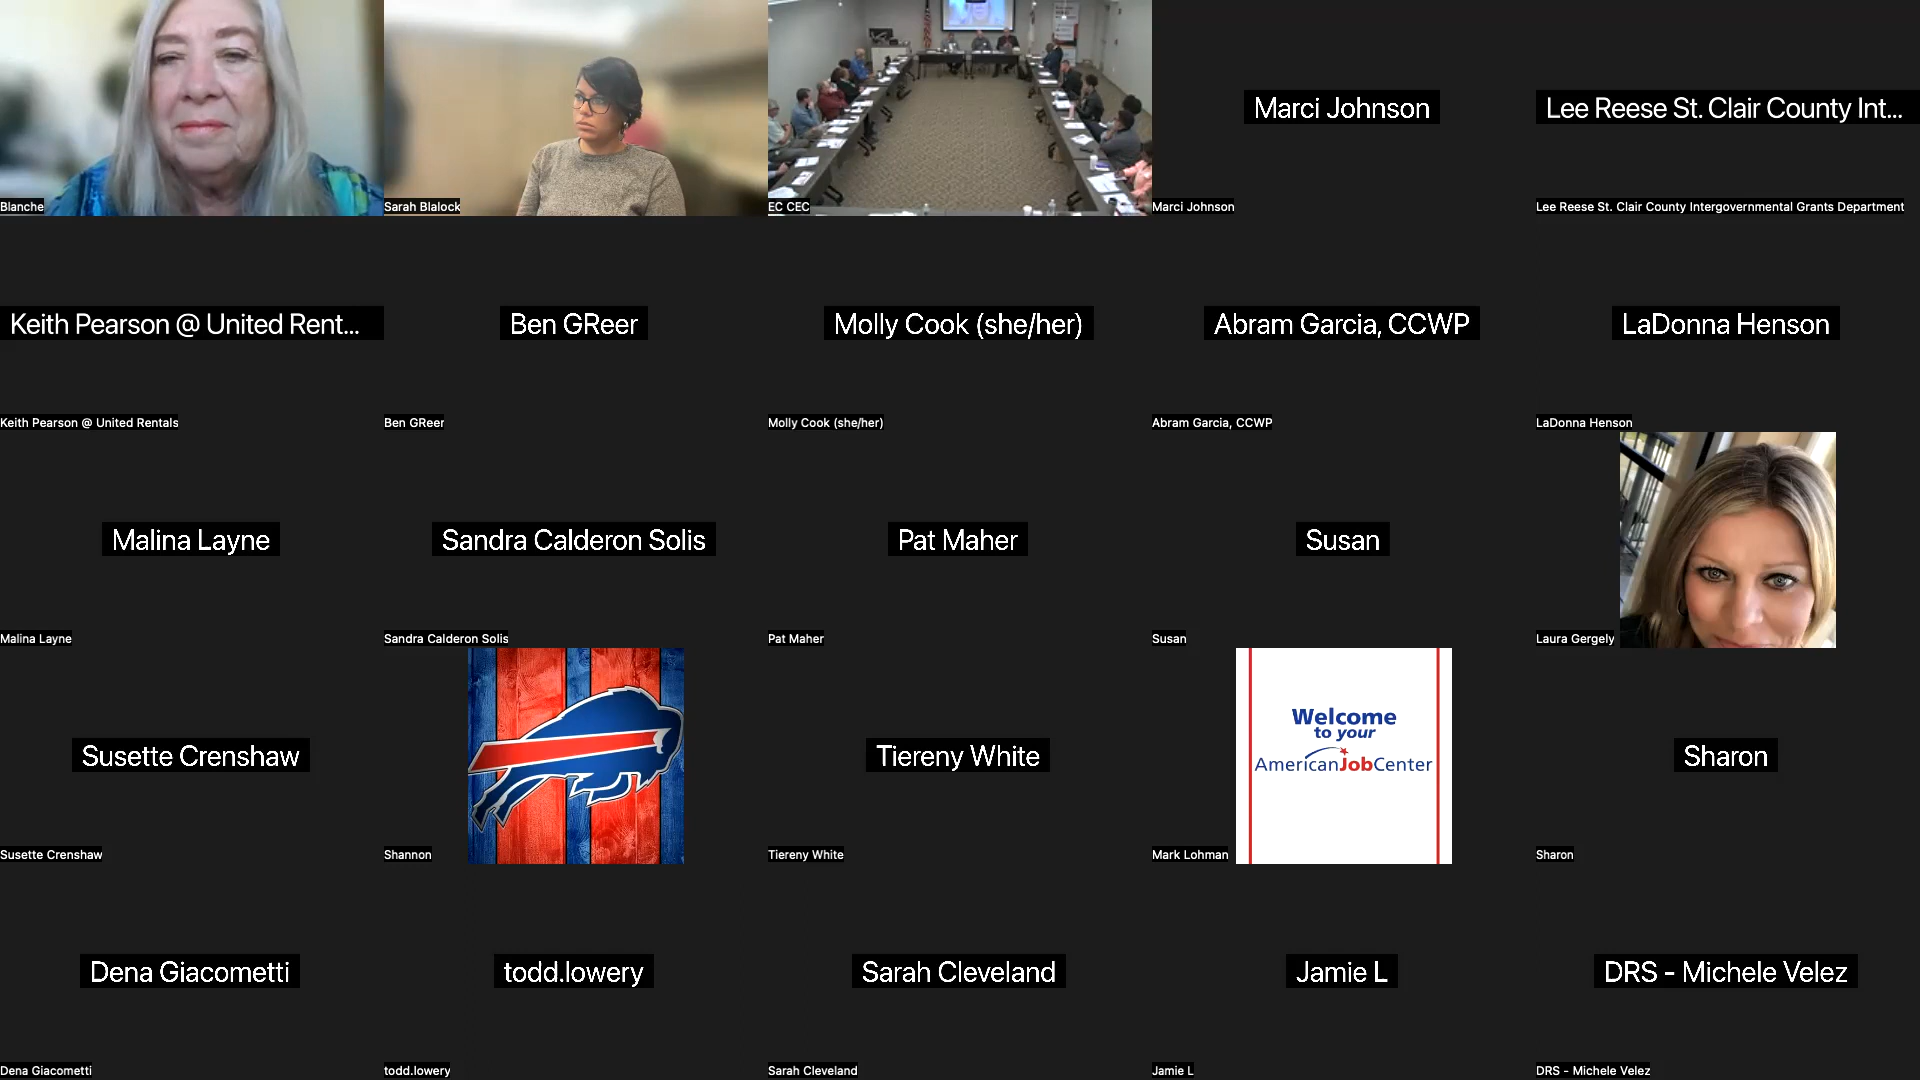 Blanche
Sarah Blalock
EC CEC
Marci Johnson
Marci Johnson
Lee Reese St. Clair County Int...
Lee Reese St. Clair County Intergovernmental Grants Department
Keith Pearson @ United Rent...
Keith Pearson @ United Rentals
Ben GReer
Ben GReer
Molly Cook (she/her)
Molly Cook (she/her)
Abram Garcia, CCWP
Abram Garcia, CCWP
LaDonna Henson
LaDonna Henson
Malina Layne
Malina Layne
Sandra Calderon Solis
Sandra Calderon Solis
Pat Maher
Pat Maher
Susan
Susan
Laura Gergely
Susette Crenshaw
Susette Crenshaw
Shannon
Tiereny White
Tiereny White
Welcome
to your
AmericanJobCenter
Mark Lohman
Sharon
Sharon
Dena Giacometti
Dena Giacometti
todd.lowery
todd.lowery
Sarah Cleveland
Sarah Cleveland
Jamie L
Jamie L
DRS - Michele Velez
DRS - Michele Velez